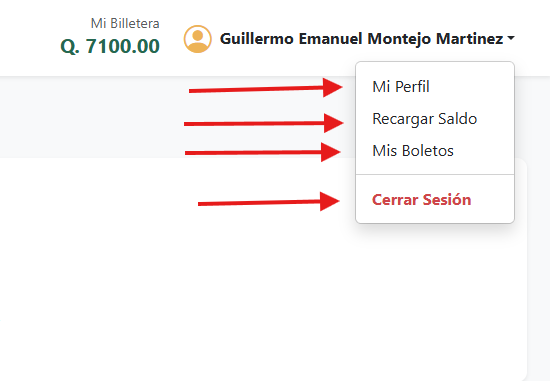 Mi Billetera
Q. 7100.00
Guillermo Emanuel Montejo Martinez
Mi Perfil
Recargar Saldo
Mis Boletos
Cerrar Sesión